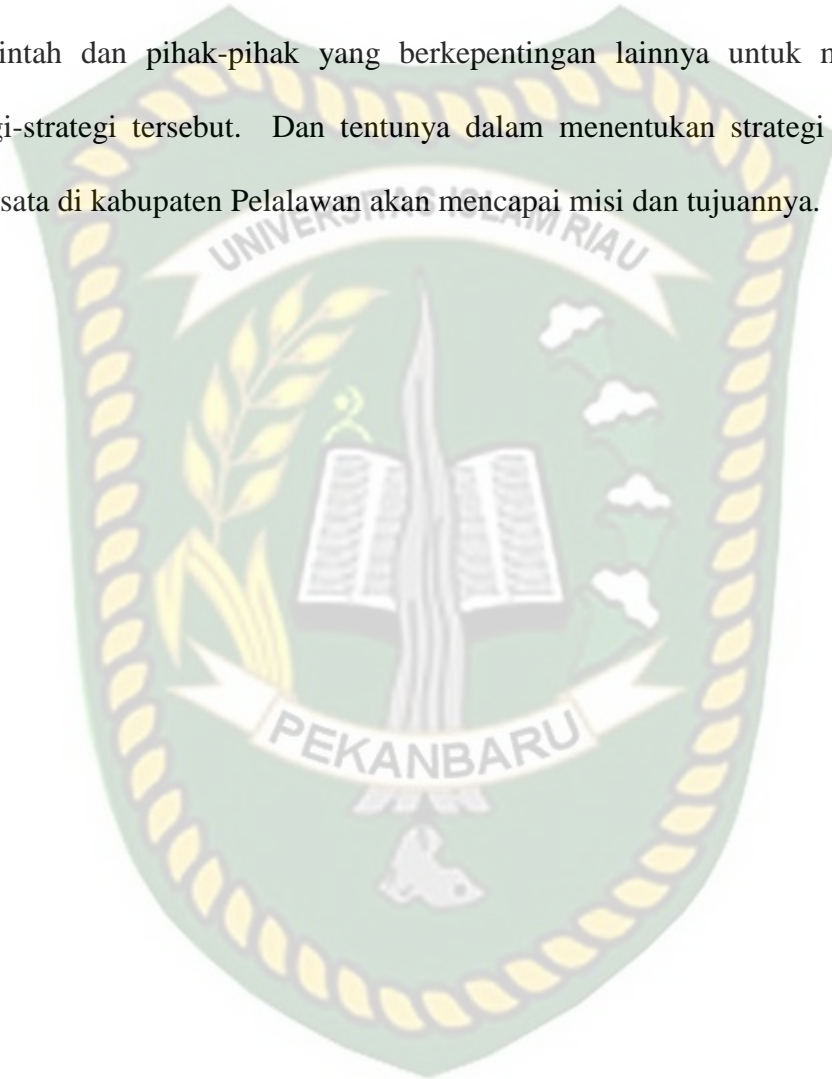 intah dan pihak-pihak yang berkepentingan lainnya untuk m
gi-strategi tersebut. Dan tentunya dalam menentukan strategi
sata di kabupaten Pelalawan akan mencapai misi dan tujuannya.
UNIVERSITAS ISLAM RIAU
PEKANBARU